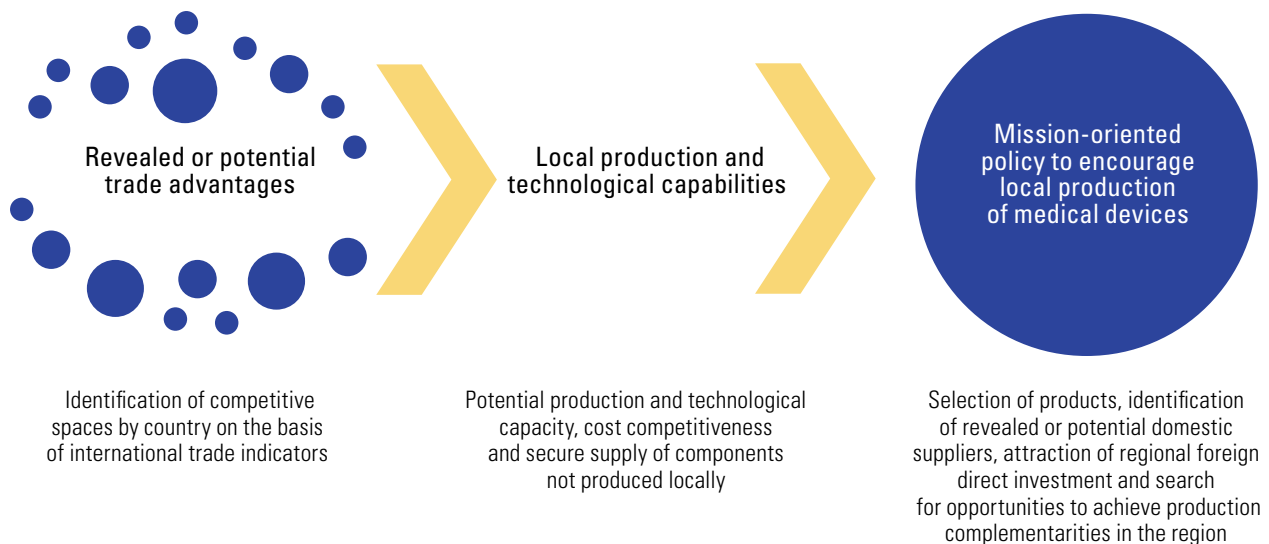 Revealed or potential
trade advantages
Local production and
technological capabilities
Mission-oriented
policy to encourage
local production
of medical devices
Identification of competitive
spaces by country on the basis
of international trade indicators
Potential production and technological
capacity, cost competitiveness
and secure supply of components
not produced locally
Selection of products, identification
of revealed or potential domestic
suppliers, attraction of regional foreign
direct investment and search
for opportunities to achieve production
complementarities in the region